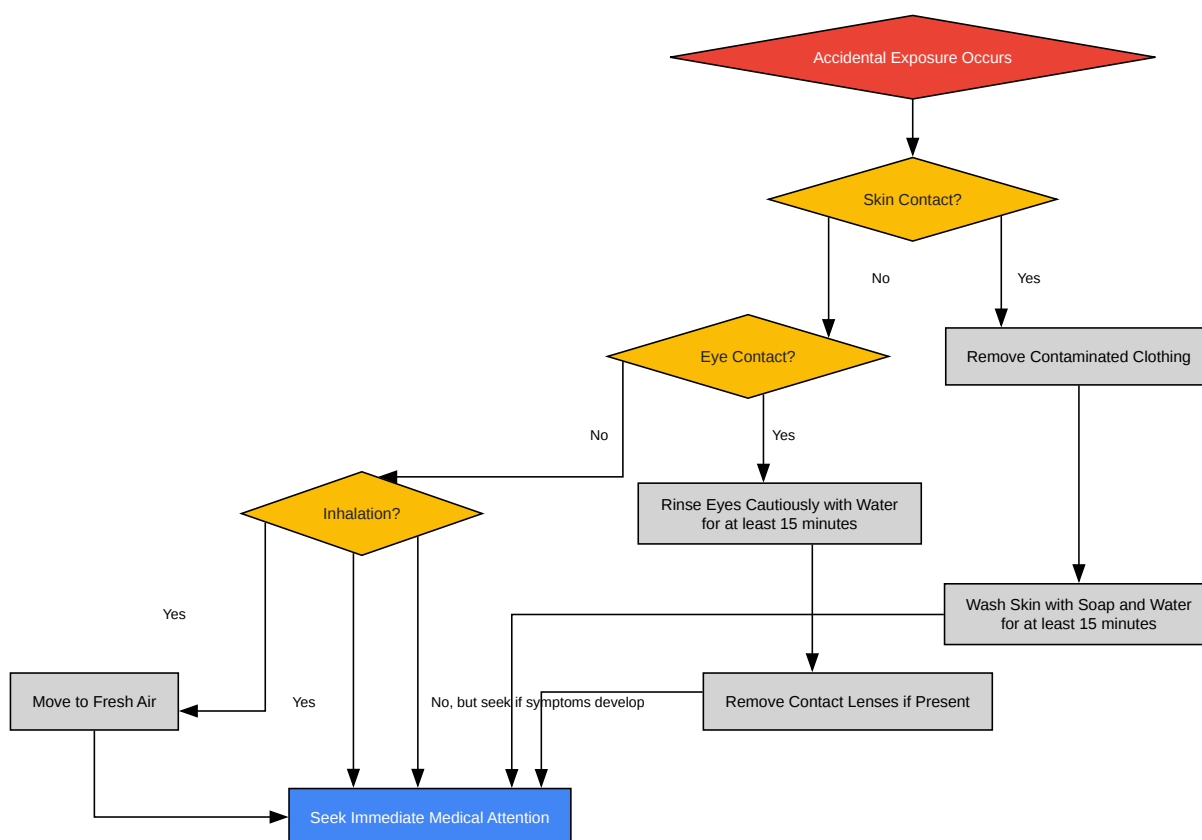 Accidental Exposure Occurs
Skin Contact?
No
Yes
Eye Contact?
Remove Contaminated Clothing
No
Yes
Inhalation?
Rinse Eyes Cautiously with Water
for at least 15 minutes
Yes
Wash Skin with Soap and Water
for at least 15 minutes
Move to Fresh Air
Yes
No, but seek if symptoms develop
Remove Contact Lenses if Present
Seek Immediate Medical Attention